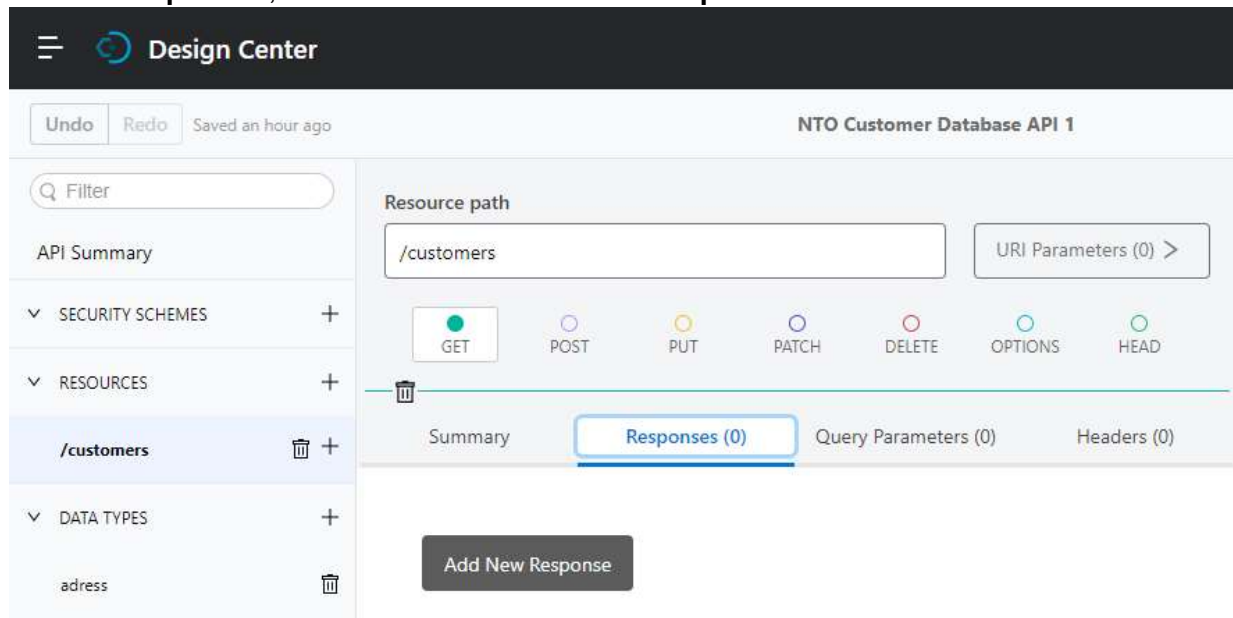 Design Center
Undo Redo Saved an hour ago NTO Customer Database API 1
Filter
API Summary
SECURITY SCHEMES
RESOURCES
/customers
DATA TYPES
adress
Resource path
/customers URI Parameters (0) >
GET POST PUT PATCH DELETE OPTIONS HEAD
Summary Responses (0) Query Parameters (0) Headers (0)
Add New Response